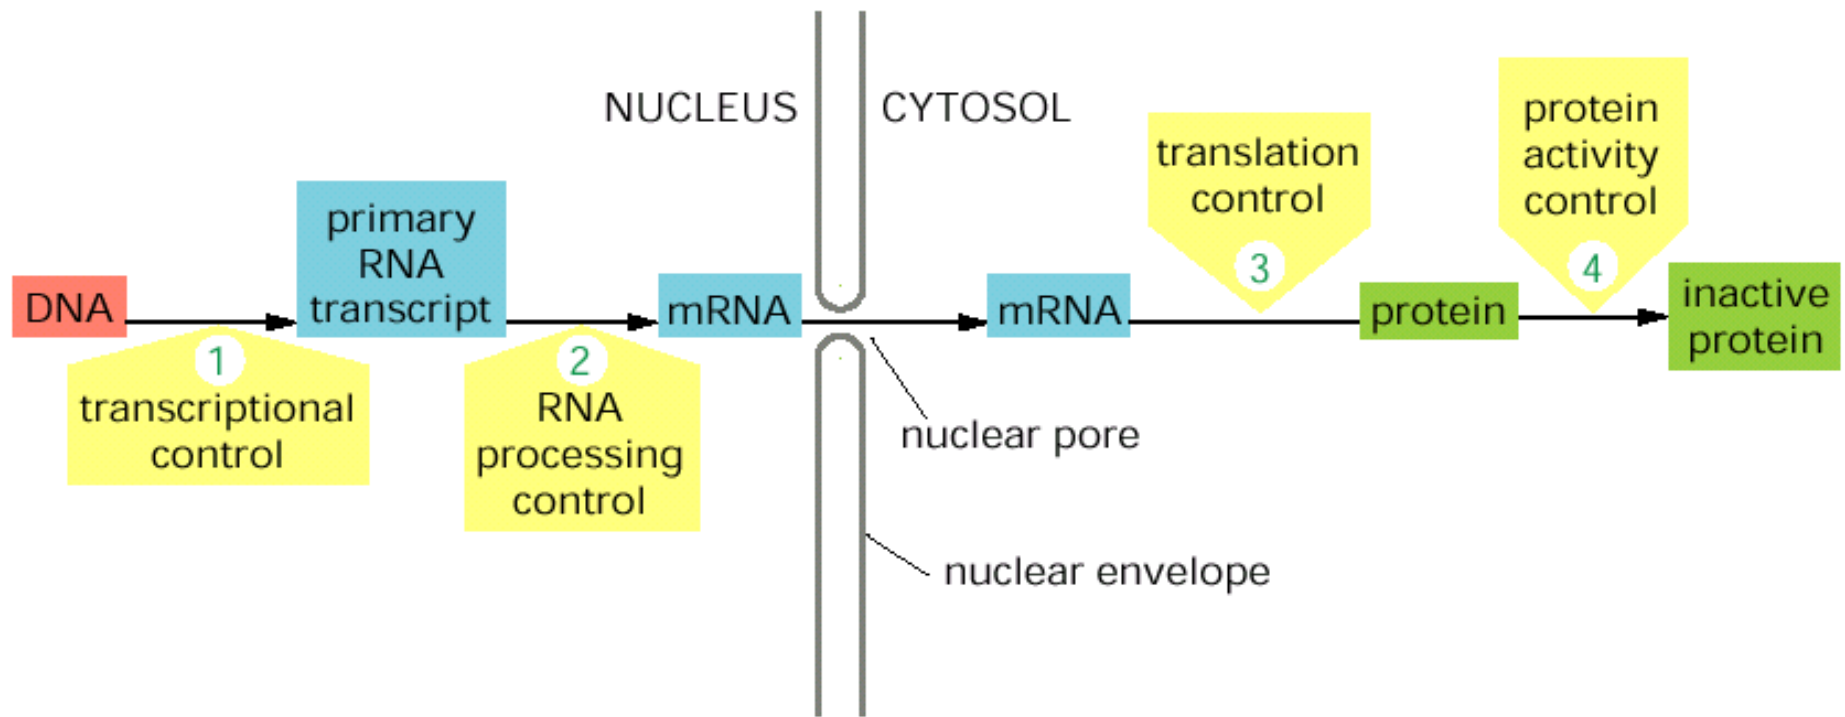 NUCLEUS
CYTOSOL
DNA
primary
RNA
transcript
mRNA
mRNA
protein
inactive
protein
1
transcriptional
control
2
RNA
processing
control
translation
control
3
protein
activity
control
4
nuclear pore
nuclear envelope